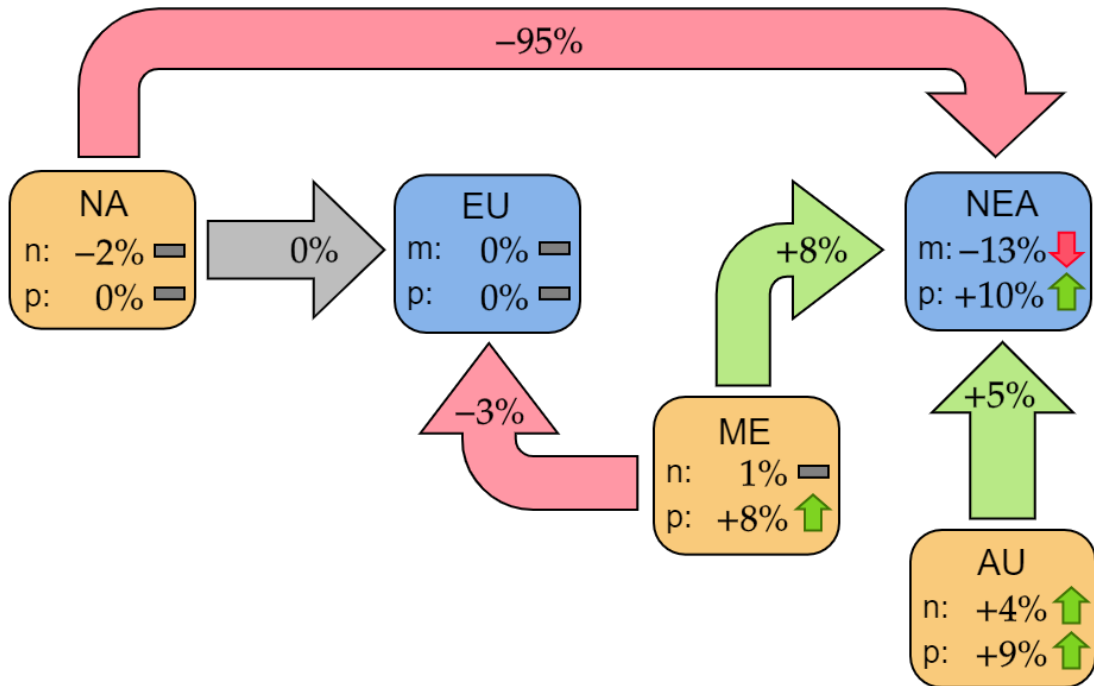 −95%
NA
n: −2%
p: 0%
0%
EU
m: 0%
p: 0%
+8%
NEA
m: −13%
p: +10%
−3%
ME
n: 1%
p: +8%
+5%
AU
n: +4%
p: +9%